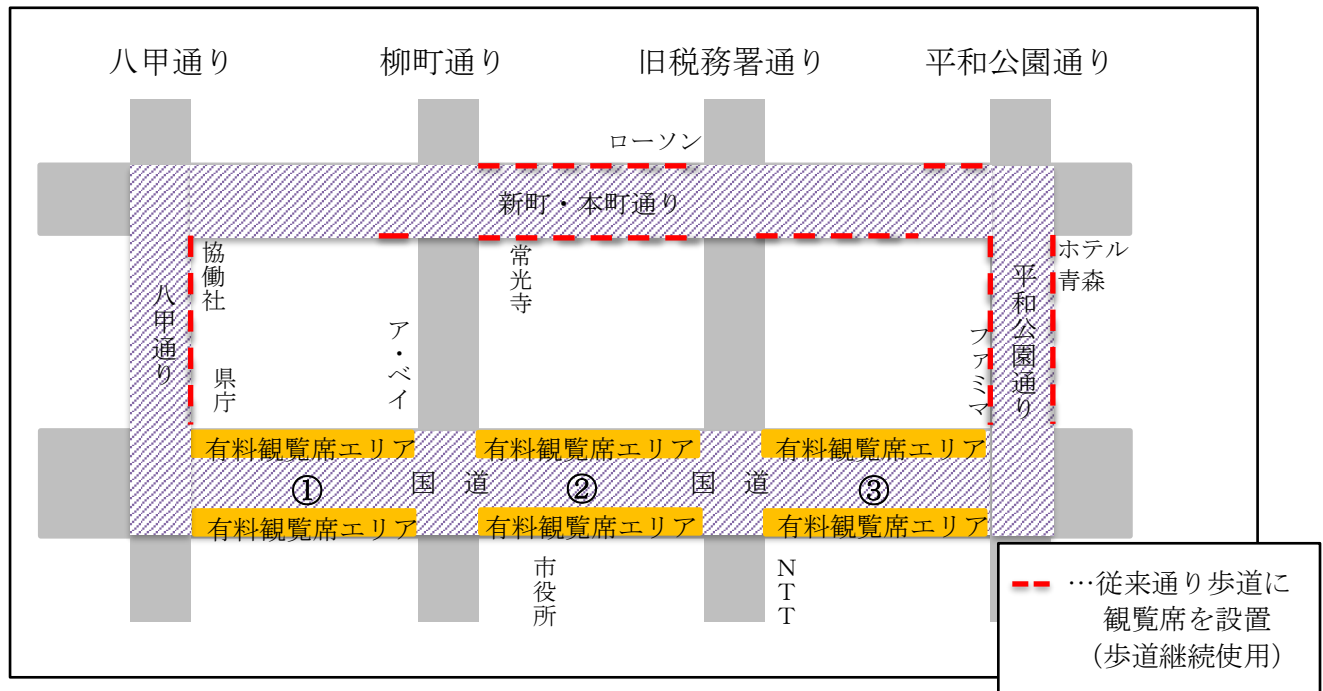 八甲通り
柳町通り
旧税務署通り
平和公園通り
ローソン
新町・本町通り
協働社
常光寺
ホテル
青森
八甲通り
県庁
ア・ベイ
ファミマ
平和公園通り
有料観覧席エリア
有料観覧席エリア
有料観覧席エリア
① 国道 ② 国道 ③
有料観覧席エリア
有料観覧席エリア
有料観覧席エリア
市役所
NTT
…従来通り歩道に
観覧席を設置
（歩道継続使用）